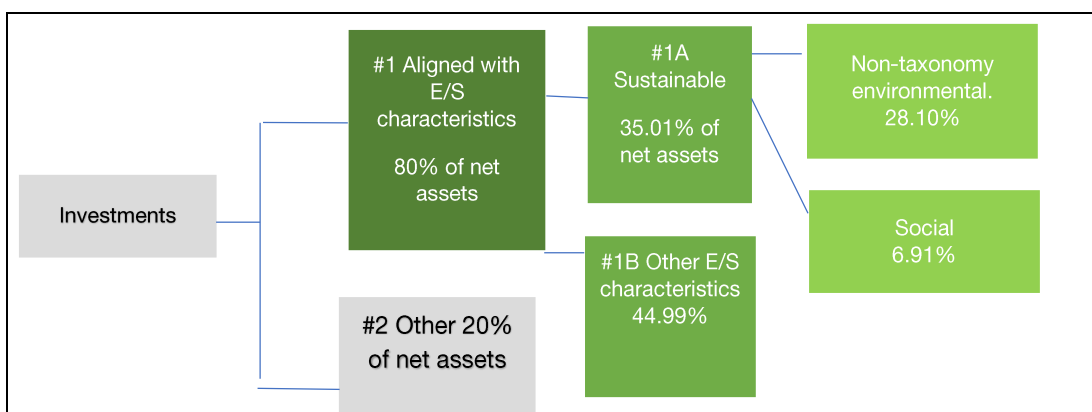 Investments
#1 Aligned with
E/S
characteristics
80% of net
assets
#2 Other 20%
of net assets
#1A
Sustainable
35.01% of
net assets
#1B Other E/S
characteristics
44.99%
Non-taxonomy
environmental.
28.10%
Social
6.91%